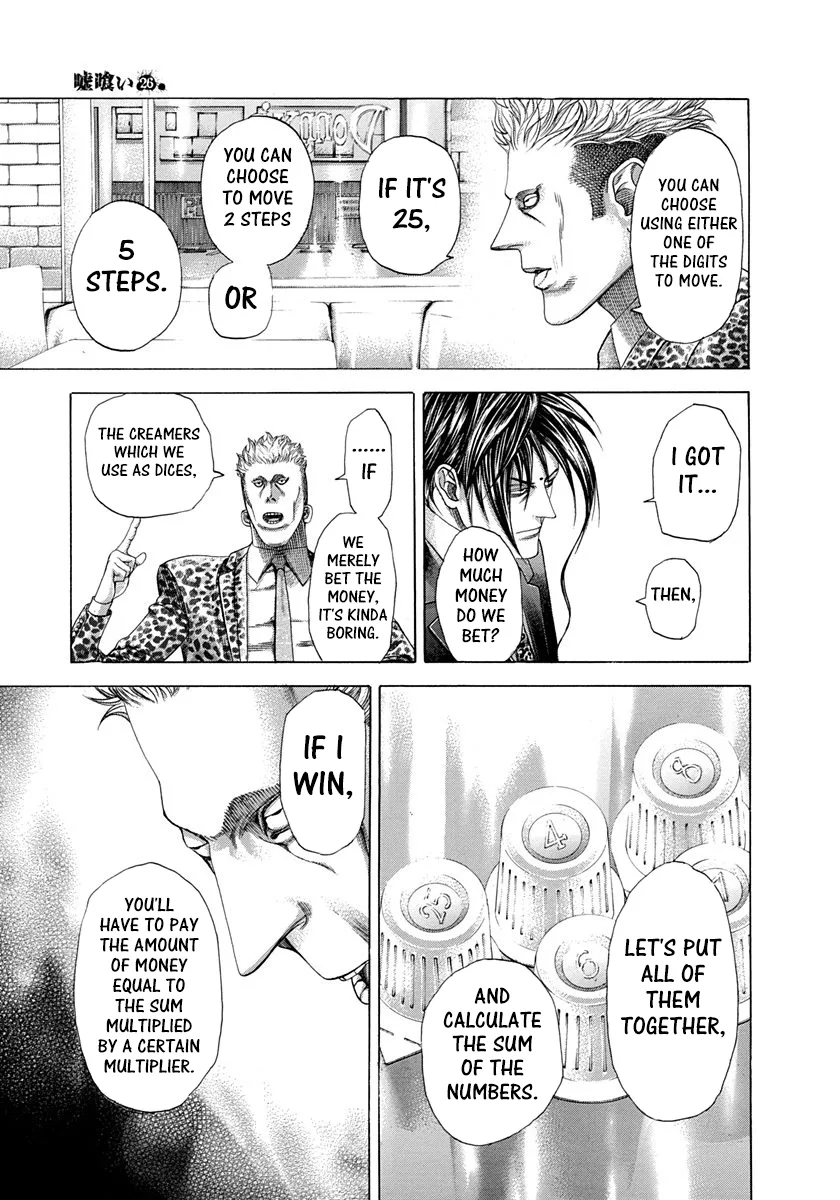 嘘喰い 26
YOU CAN
CHOOSE
USING EITHER
ONE OF
THE DIGITS
TO MOVE.
IF IT'S
25,
YOU CAN
CHOOSE
TO MOVE
2 STEPS
OR
5
STEPS.
I GOT
IT...
THEN,
HOW
MUCH
MONEY
DO WE
BET?
......
IF
WE
MERELY
BET THE
MONEY,
IT'S KINDA
BORING.
THE CREAMERS
WHICH WE
USE AS DICES,
8
4
25
6
LET'S PUT
ALL OF
THEM
TOGETHER,
AND
CALCULATE
THE SUM
OF THE
NUMBERS.
IF I
WIN,
YOU'LL
HAVE TO PAY
THE AMOUNT
OF MONEY
EQUAL TO
THE SUM
MULTIPLIED
BY A CERTAIN
MULTIPLIER.